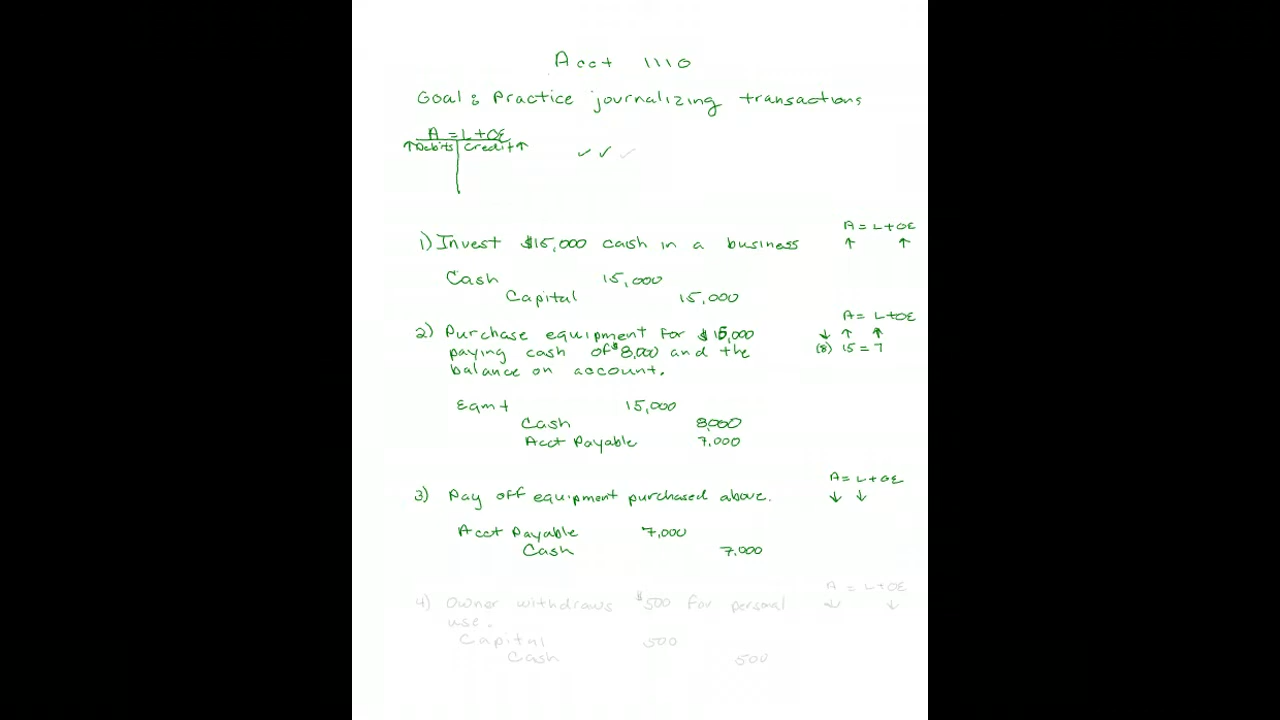 Acct 1110
Goal: Practice journalizing transactions
A = L+OE
↑Debits Credit↑
✓ ✓ ✓
1) Invest $15,000 cash in a business
A = L+OE
↑ ↑
Cash 15,000
Capital 15,000
2) Purchase equipment for $15,000
paying cash of $8,000 and the
balance on account.
A = L+OE
↓ ↑ ↑
(8) 15 = 7
Eqmt 15,000
Cash 8,000
Acct Payable 7,000
3) Pay off equipment purchased above.
A = L+OE
↓ ↓
Acct Payable 7,000
Cash 7,000
4) Owner withdraws $500 for personal
use.
A = L+OE
↓ ↓
Capital 500
Cash 500